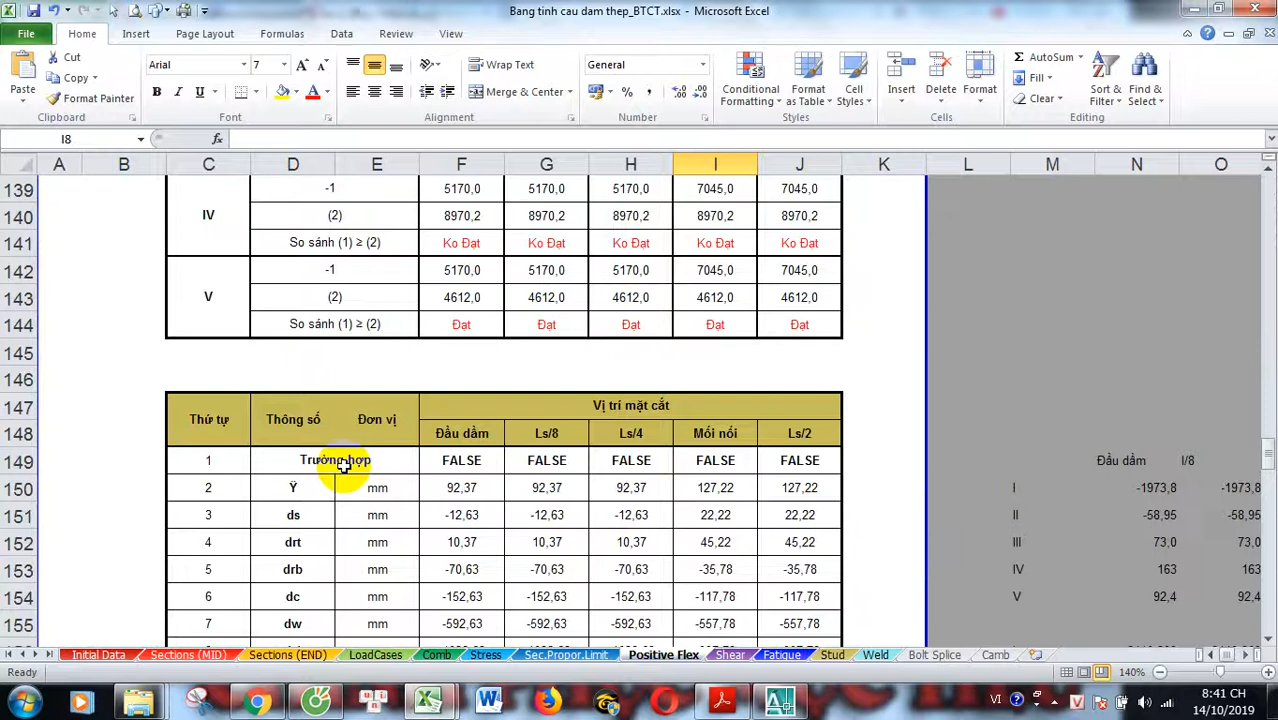 Bang tinh cau dam thep_BTCT.xlsx - Microsoft Excel
File Home Insert Page Layout Formulas Data Review View
Cut
Copy
Format Painter
Paste
Clipboard
Arial 7
B I U
Font
Wrap Text
Merge & Center
Alignment
General
Number
Conditional Formatting
Format as Table
Cell Styles
Styles
Insert Delete Format
Cells
AutoSum
Fill
Clear
Sort & Filter
Find & Select
Editing
I8 fx
A B C D E F G H I J K L M N O
139 -1 5170,0 5170,0 5170,0 7045,0 7045,0
140 IV (2) 8970,2 8970,2 8970,2 8970,2 8970,2
141 So sánh (1) ≥ (2) Ko Đạt Ko Đạt Ko Đạt Ko Đạt Ko Đạt
142 -1 5170,0 5170,0 5170,0 7045,0 7045,0
143 V (2) 4612,0 4612,0 4612,0 4612,0 4612,0
144 So sánh (1) ≥ (2) Đạt Đạt Đạt Đạt Đạt
145
146
147 Thứ tự Thông số Đơn vị Vị trí mặt cắt
148 Đầu dầm Ls/8 Ls/4 Mối nối Ls/2
149 1 Trường hợp FALSE FALSE FALSE FALSE FALSE Đầu dầm l/8
150 2 Ÿ mm 92,37 92,37 92,37 127,22 127,22 I -1973,8 -1973,8
151 3 ds mm -12,63 -12,63 -12,63 22,22 22,22 II -58,95 -58,95
152 4 drt mm 10,37 10,37 10,37 45,22 45,22 III 73,0 73,0
153 5 drb mm -70,63 -70,63 -70,63 -35,78 -35,78 IV 163 163
154 6 dc mm -152,63 -152,63 -152,63 -117,78 -117,78 V 92,4 92,4
155 7 dw mm -592,63 -592,63 -592,63 -557,78 -557,78
Initial Data Sections (MID) Sections (END) LoadCases Comb Stress Sec.Propor.Limit Positive Flex Shear Fatigue Stud Weld Bolt Splice Camb
Ready 140%
VI 8:41 CH
14/10/2019